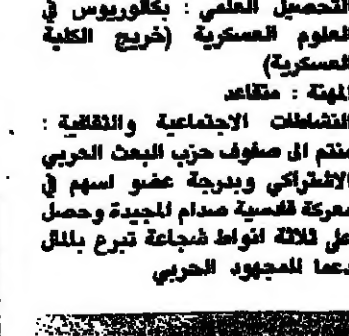 التحصيل العلمي : بكالوريوس في
العلوم العسكرية (خريج الكلية
العسكرية)
المهنة : متقاعد
النشاطات الاجتماعية والثقافية :
منتم الى صفوف حزب البعث العربي
الاشتراكي وبدرجة عضو اسهم في
معركة قادسية صدام المجيدة وحصل
على ثلاثة انواط شجاعة تبرع بالمال
دعما للمجهود الحربي